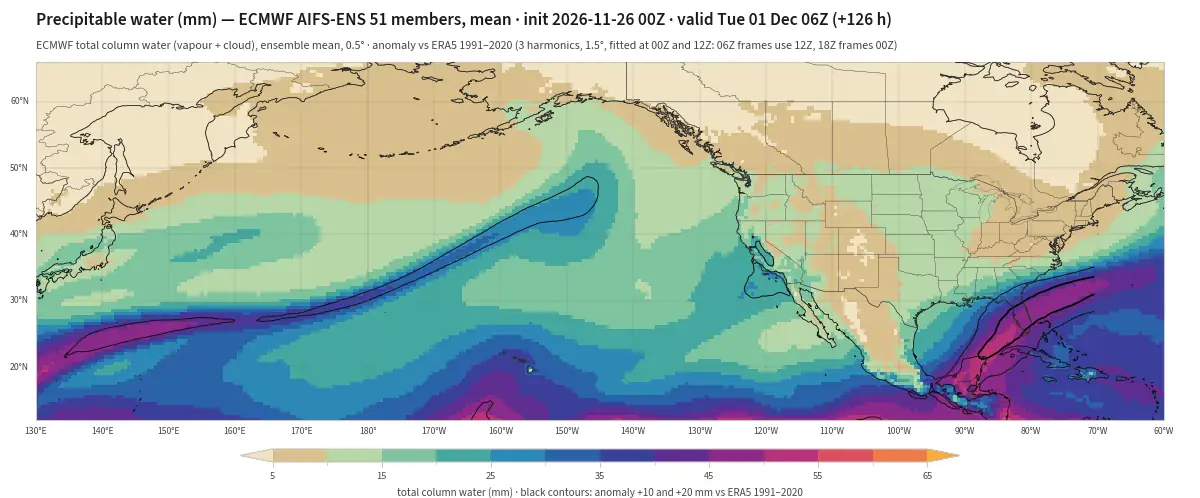 Precipitable water (mm) — ECMWF AIFS-ENS 51 members, mean · init 2026-11-26 00Z · valid Tue 01 Dec 06Z (+126 h)
ECMWF total column water (vapour + cloud), ensemble mean, 0.5° · anomaly vs ERA5 1991–2020 (3 harmonics, 1.5°, fitted at 00Z and 12Z: 06Z frames use 12Z, 18Z frames 00Z)
60°N
50°N
40°N
30°N
20°N
130°E 140°E 150°E 160°E 170°E 180° 170°W 160°W 150°W 140°W 130°W 120°W 110°W 100°W 90°W 80°W 70°W 60°W
5 15 25 35 45 55 65
total column water (mm) · black contours: anomaly +10 and +20 mm vs ERA5 1991–2020